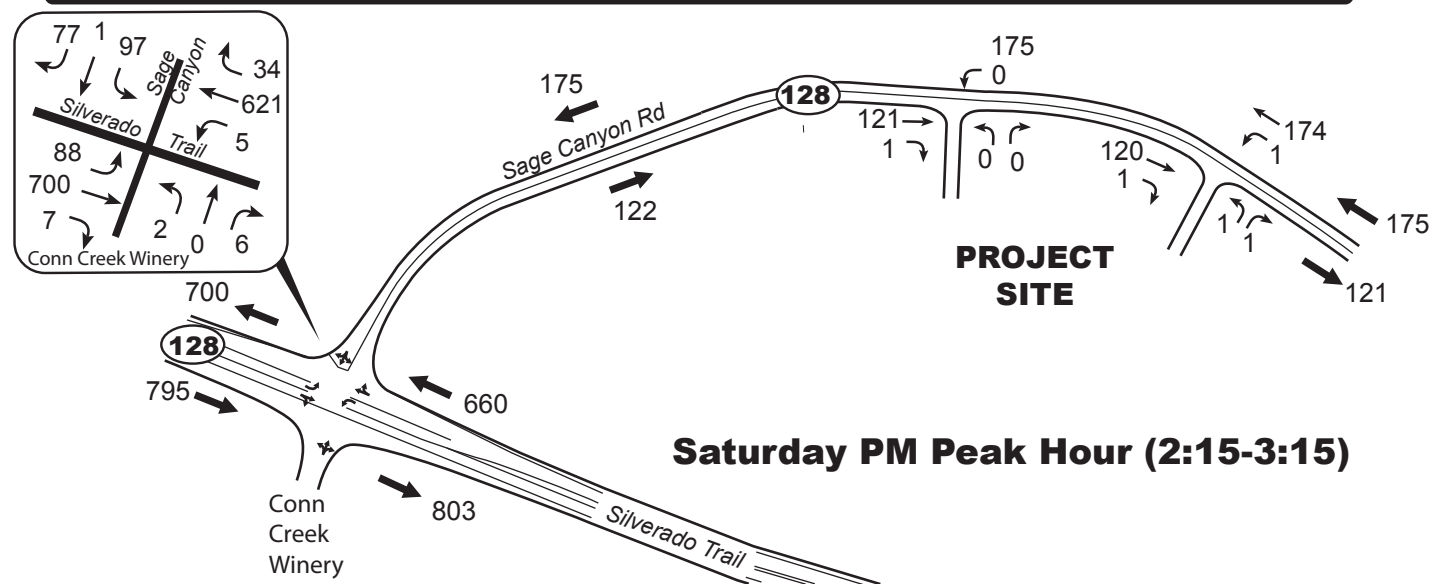 77 1 97
Sage
Canyon
34
621
Silverado
Trail
5
88
700
7
2 0 6
Conn Creek Winery
175
Sage Canyon Rd
122
128
175
0
121
1
0 0
120
1
174
1
1
1
175
121
PROJECT
SITE
700
128
795
660
803
Saturday PM Peak Hour (2:15-3:15)
Conn
Creek
Winery
Silverado Trail